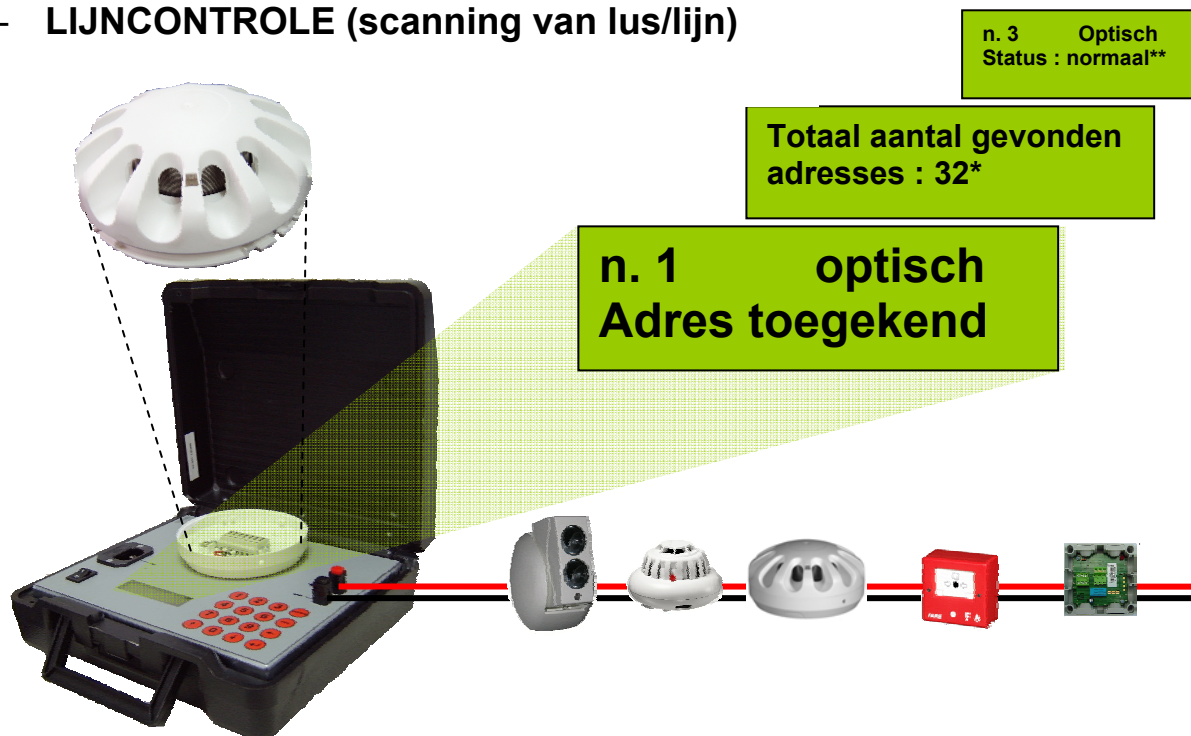 - LIJNCONTROLE (scanning van lus/lijn)
n. 3 Optisch
Status : normaal**
Totaal aantal gevonden
adresses : 32*
n. 1 optisch
Adres toegekend